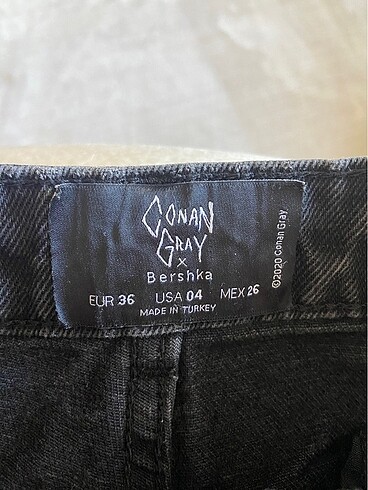 CONAN
GRAY
x
Bershka
EUR 36 USA 04 MEX 26
MADE IN TURKEY
©2020 Conan Gray